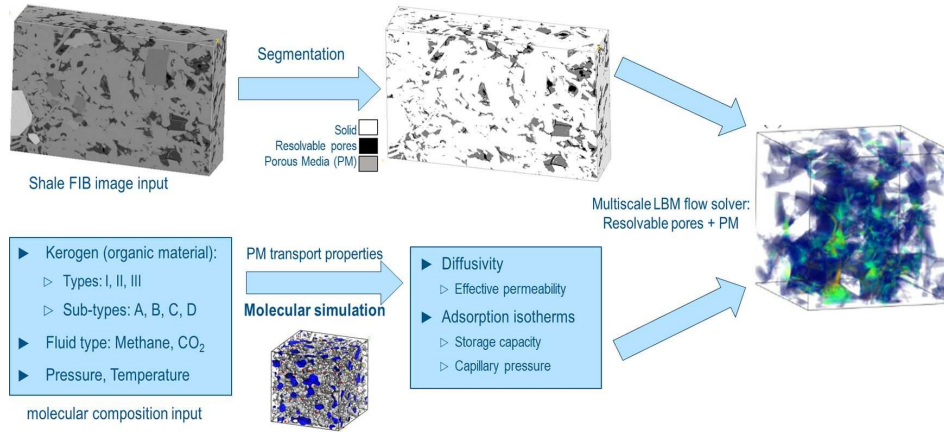 Segmentation
Solid
Resolvable pores
Porous Media (PM)
Shale FIB image input
Multiscale LBM flow solver:
Resolvable pores + PM
Kerogen (organic material):
Types: I, II, III
Sub-types: A, B, C, D
Fluid type: Methane, CO₂
Pressure, Temperature
molecular composition input
PM transport properties
Molecular simulation
Diffusivity
Effective permeability
Adsorption isotherms
Storage capacity
Capillary pressure